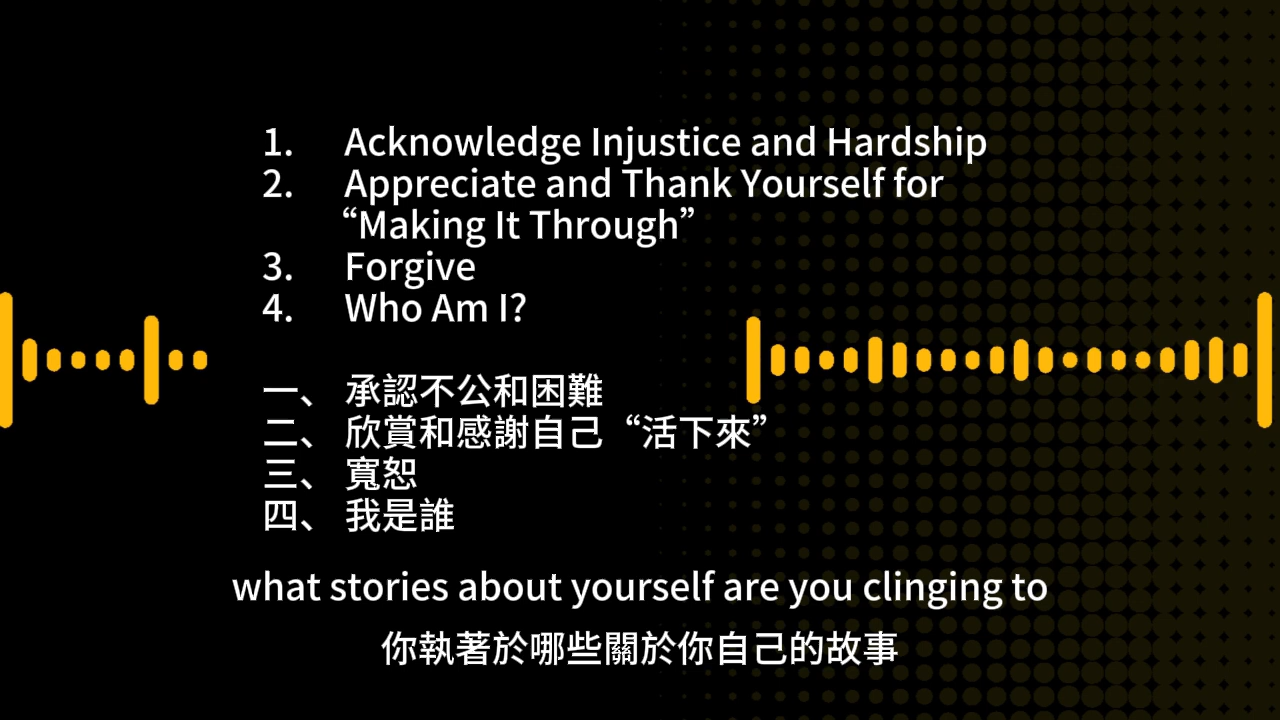 1. Acknowledge Injustice and Hardship
2. Appreciate and Thank Yourself for
“Making It Through”
3. Forgive
4. Who Am I?
一、 承認不公和困難
二、 欣賞和感謝自己“活下來”
三、 寬恕
四、 我是誰
what stories about yourself are you clinging to
你執著於哪些關於你自己的故事